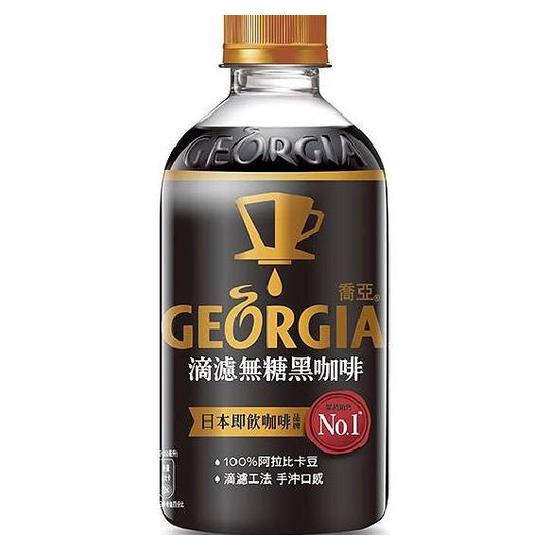 GEORGIA
喬亞®
GEORGIA
滴濾無糖黑咖啡
日本即飲咖啡品牌
No.1
• 100%阿拉比卡豆
• 滴濾工法 手沖口感